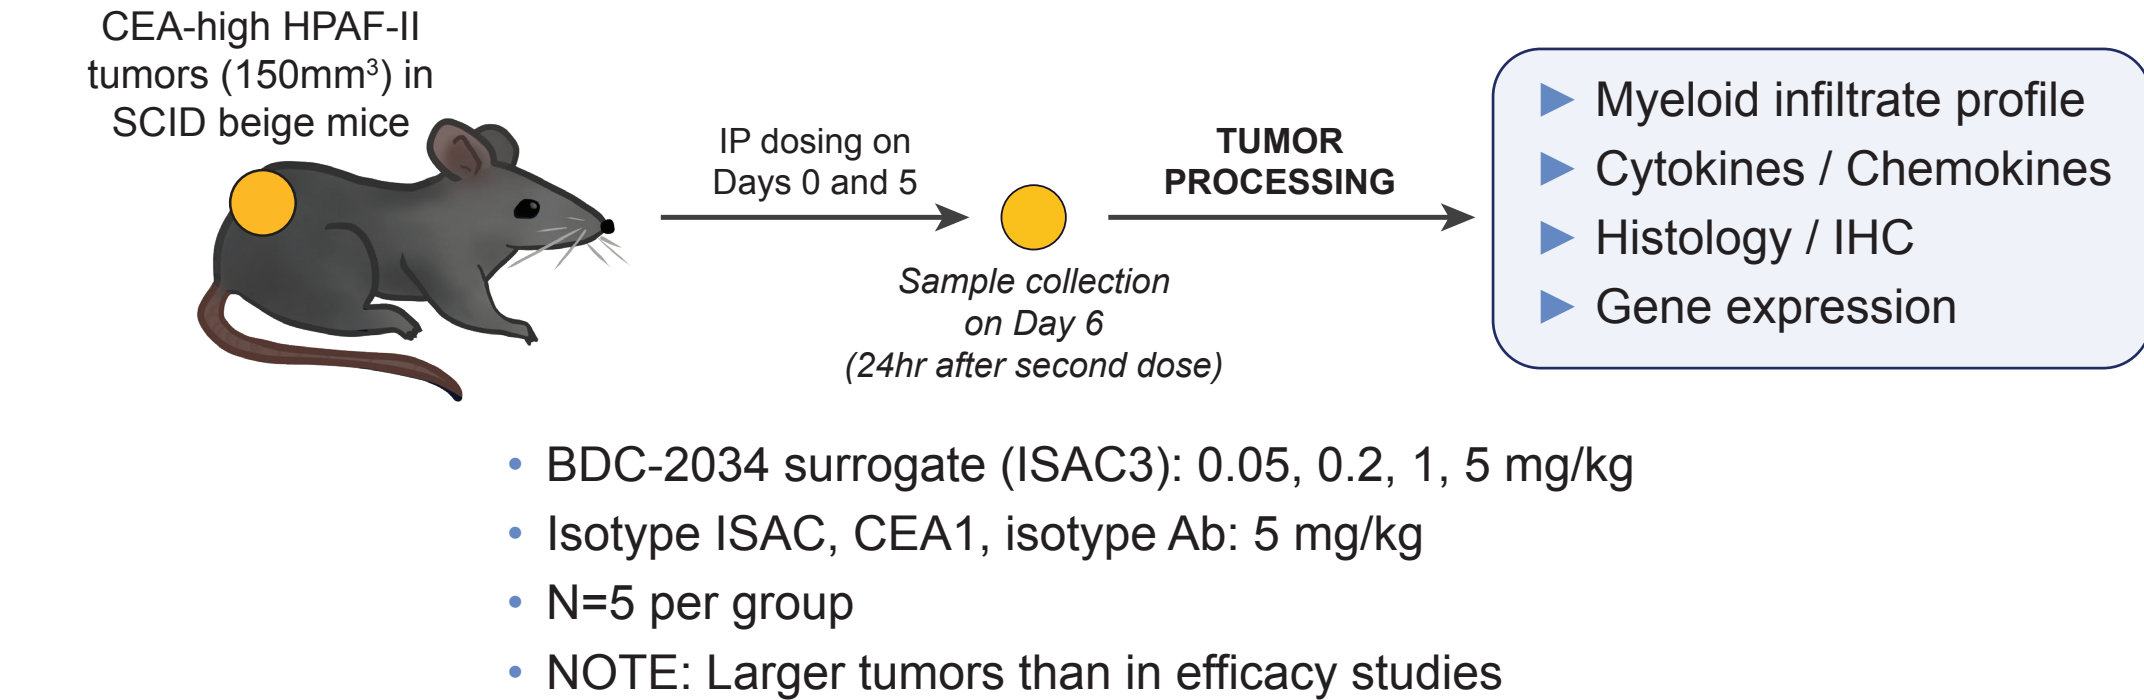 CEA-high HPAF-II
tumors (150mm³) in
SCID beige mice
IP dosing on
Days 0 and 5
Sample collection
on Day 6
(24hr after second dose)
TUMOR
PROCESSING
► Myeloid infiltrate profile
► Cytokines / Chemokines
► Histology / IHC
► Gene expression
• BDC-2034 surrogate (ISAC3): 0.05, 0.2, 1, 5 mg/kg
• Isotype ISAC, CEA1, isotype Ab: 5 mg/kg
• N=5 per group
• NOTE: Larger tumors than in efficacy studies